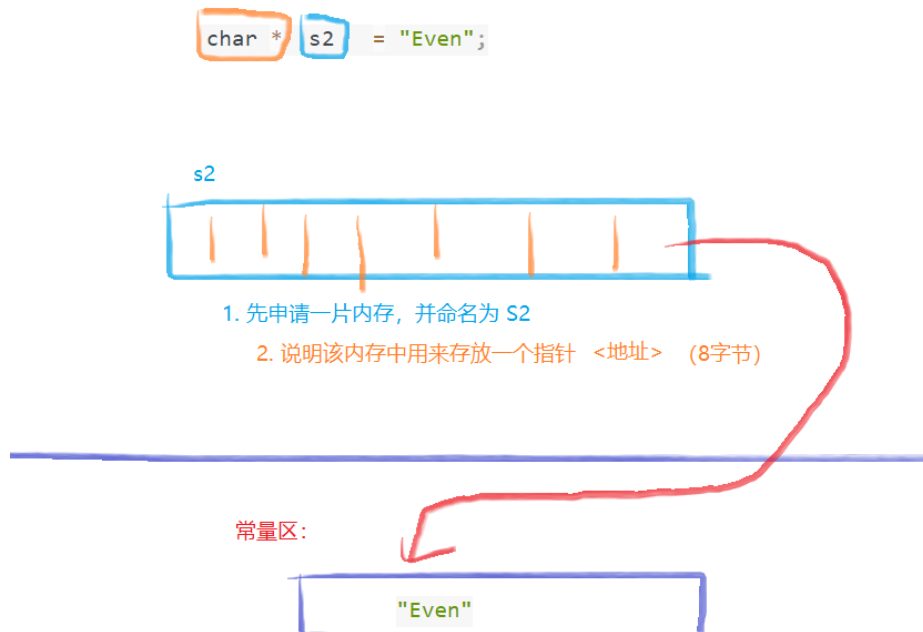 char * s2 = "Even";
s2
1. 先申请一片内存，并命名为 S2
2. 说明该内存中用来存放一个指针 <地址> (8字节)
常量区：
"Even"